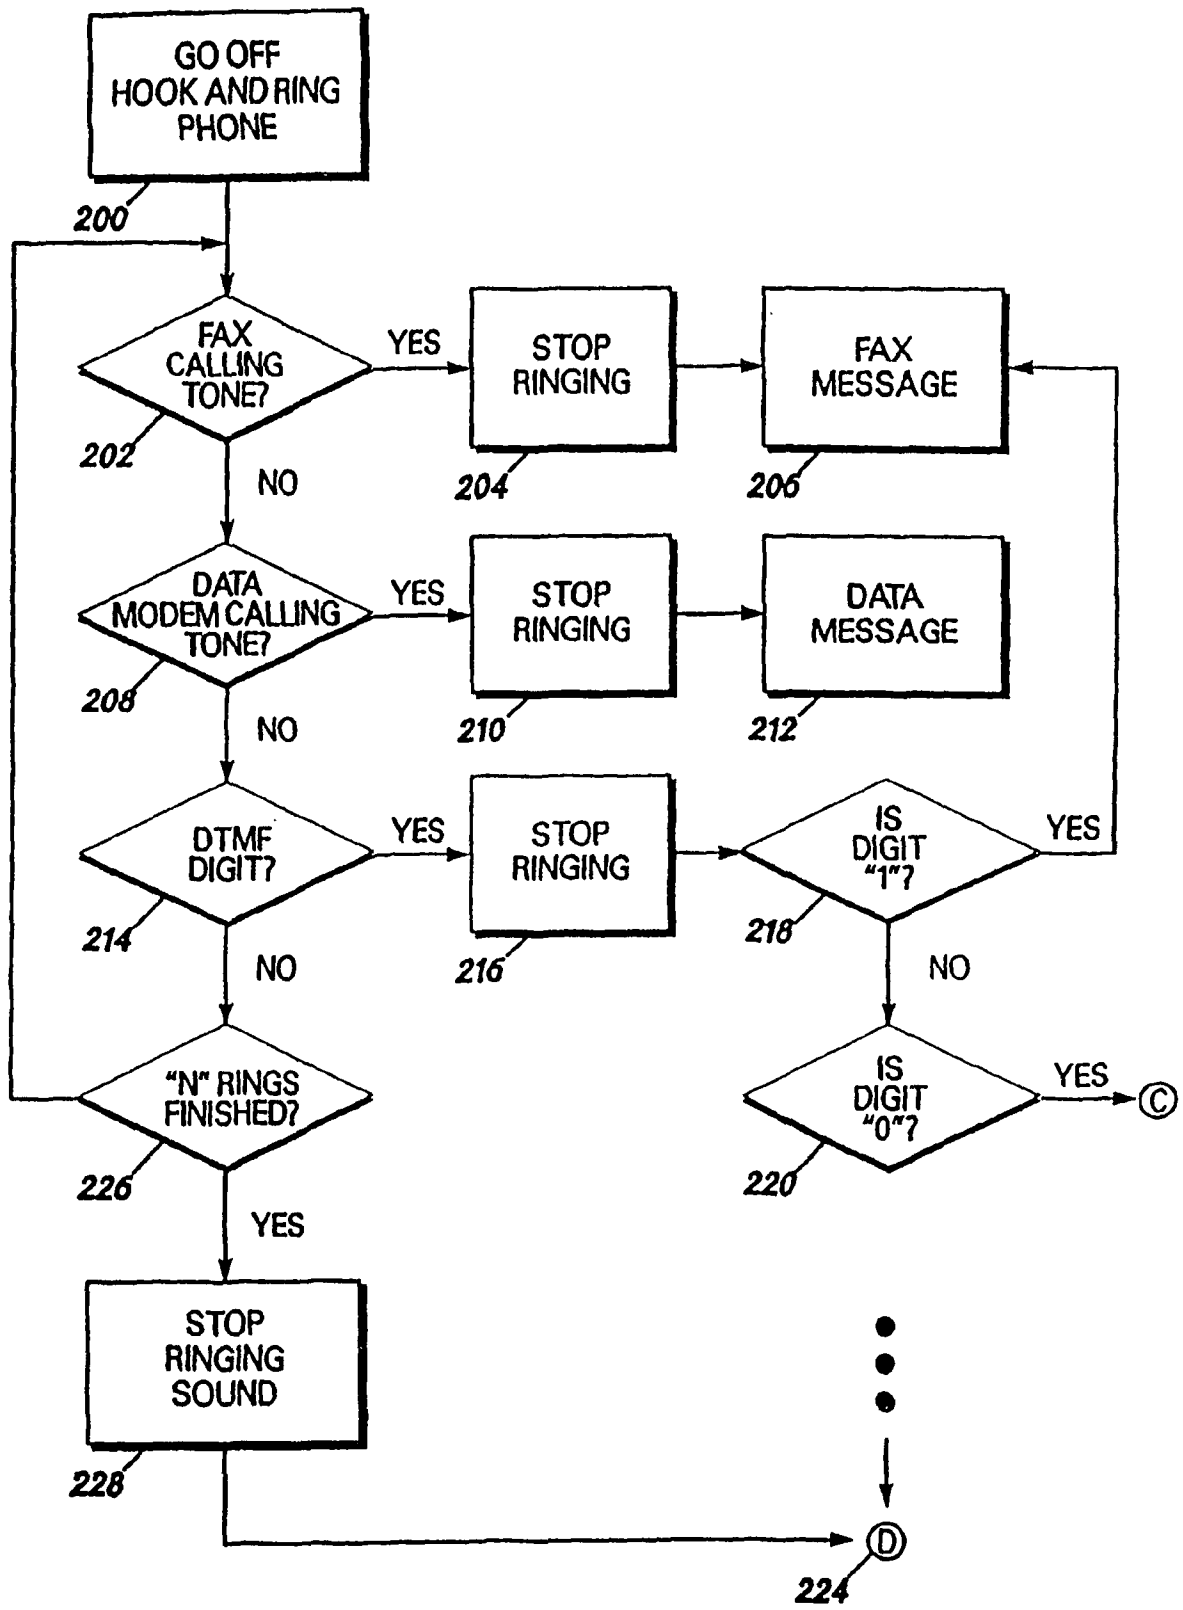 GO OFF
HOOK AND RING
PHONE
200
FAX
CALLING
TONE?
202
YES
STOP
RINGING
204
FAX
MESSAGE
206
NO
DATA
MODEM CALLING
TONE?
208
YES
STOP
RINGING
210
DATA
MESSAGE
212
NO
DTMF
DIGIT?
214
YES
STOP
RINGING
216
IS
DIGIT
"1"?
218
YES
NO
NO
"N" RINGS
FINISHED?
226
IS
DIGIT
"0"?
220
YES
C
YES
STOP
RINGING
SOUND
228
D
224